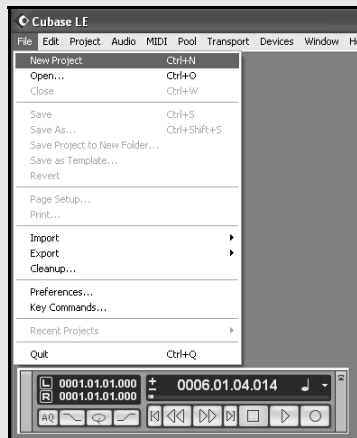 Cubase LE
File Edit Project Audio MIDI Pool Transport Devices Window
New Project Ctrl+N
Open... Ctrl+O
Close Ctrl+W
Save Ctrl+S
Save As... Ctrl+Shift+S
Save Project to New Folder...
Save as Template...
Revert
Page Setup...
Print...
Import
Export
Cleanup...
Preferences...
Key Commands...
Recent Projects
Quit Ctrl+Q
L 0001.01.01.000 0006.01.04.014
R 0001.01.01.000
AQ